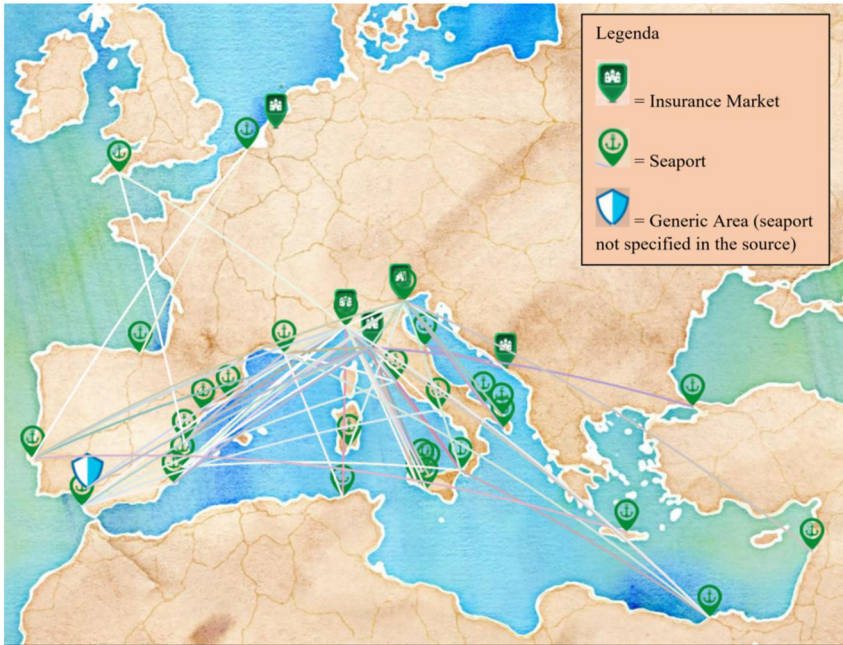 Legenda
= Insurance Market
= Seaport
= Generic Area (seaport
not specified in the source)